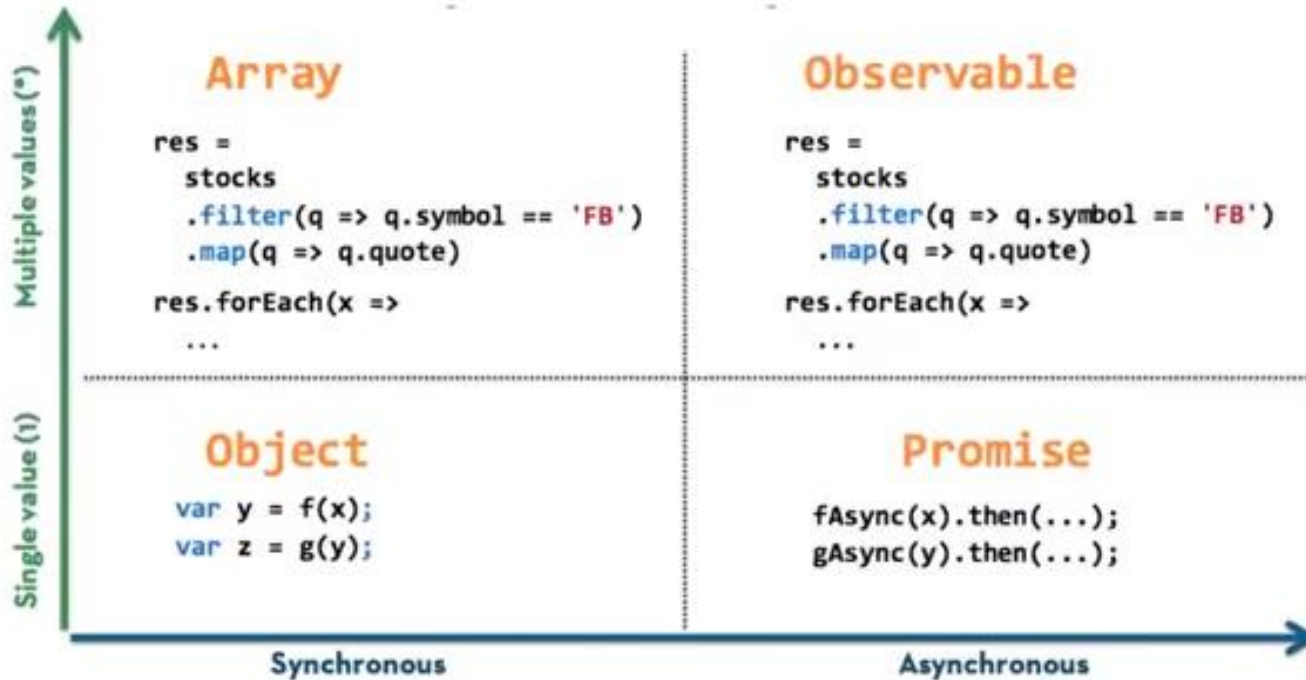 Multiple values (*)
Array
res =
stocks
.filter(q => q.symbol == 'FB')
.map(q => q.quote)
res.forEach(x =>
...
Observable
res =
stocks
.filter(q => q.symbol == 'FB')
.map(q => q.quote)
res.forEach(x =>
...
Single value (1)
Object
var y = f(x);
var z = g(y);
Promise
fAsync(x).then(...);
gAsync(y).then(...);
Synchronous
Asynchronous